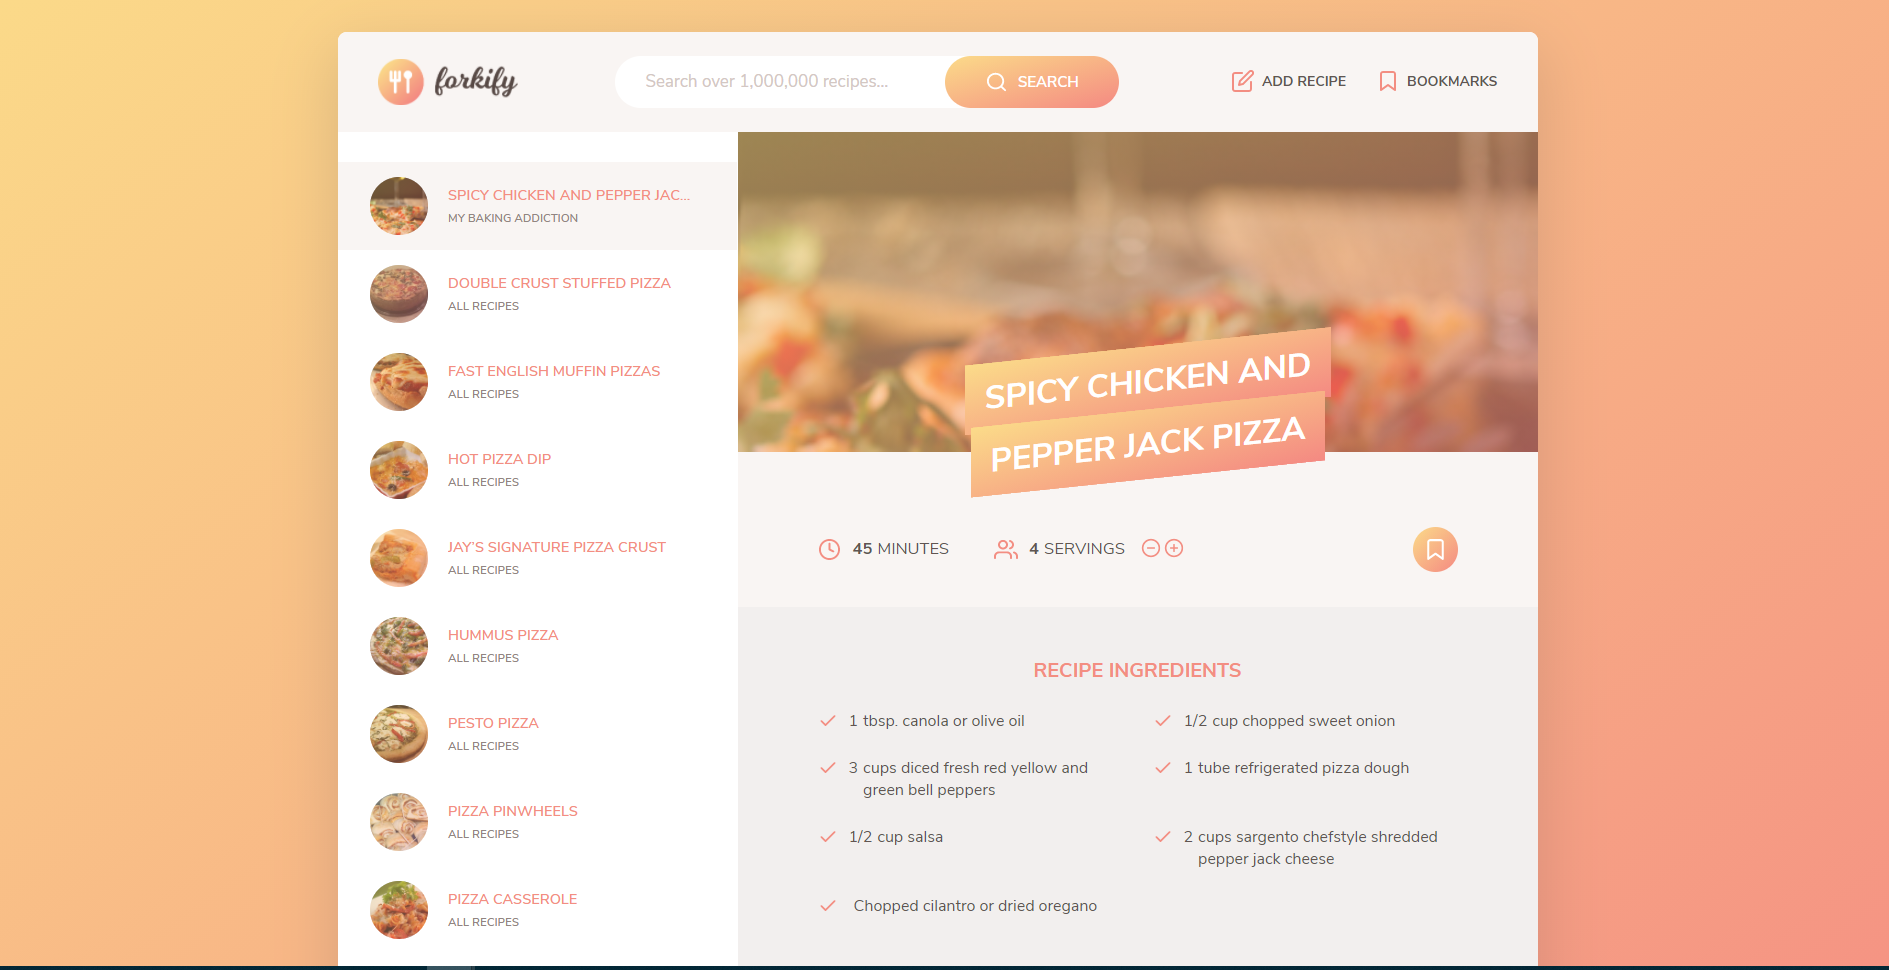 forkify
Search over 1,000,000 recipes...
SEARCH
ADD RECIPE
BOOKMARKS
SPICY CHICKEN AND PEPPER JAC...
MY BAKING ADDICTION
DOUBLE CRUST STUFFED PIZZA
ALL RECIPES
FAST ENGLISH MUFFIN PIZZAS
ALL RECIPES
HOT PIZZA DIP
ALL RECIPES
JAY'S SIGNATURE PIZZA CRUST
ALL RECIPES
HUMMUS PIZZA
ALL RECIPES
PESTO PIZZA
ALL RECIPES
PIZZA PINWHEELS
ALL RECIPES
PIZZA CASSEROLE
ALL RECIPES
SPICY CHICKEN AND
PEPPER JACK PIZZA
45 MINUTES
4 SERVINGS
RECIPE INGREDIENTS
1 tbsp. canola or olive oil
1/2 cup chopped sweet onion
3 cups diced fresh red yellow and
green bell peppers
1 tube refrigerated pizza dough
1/2 cup salsa
2 cups sargento chefstyle shredded
pepper jack cheese
Chopped cilantro or dried oregano